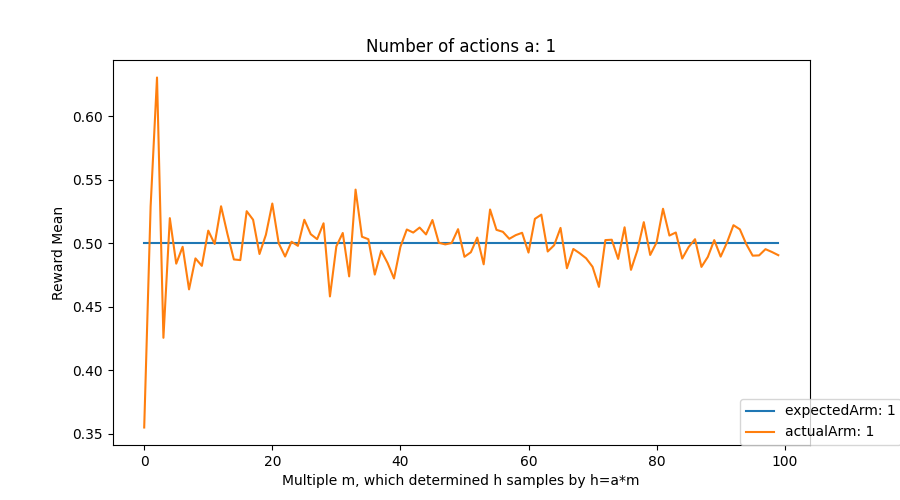 Number of actions a: 1
Reward Mean
0.60
0.55
0.50
0.45
0.40
0.35
expectedArm: 1
actualArm: 1
0 20 40 60 80 100
Multiple m, which determined h samples by h=a*m